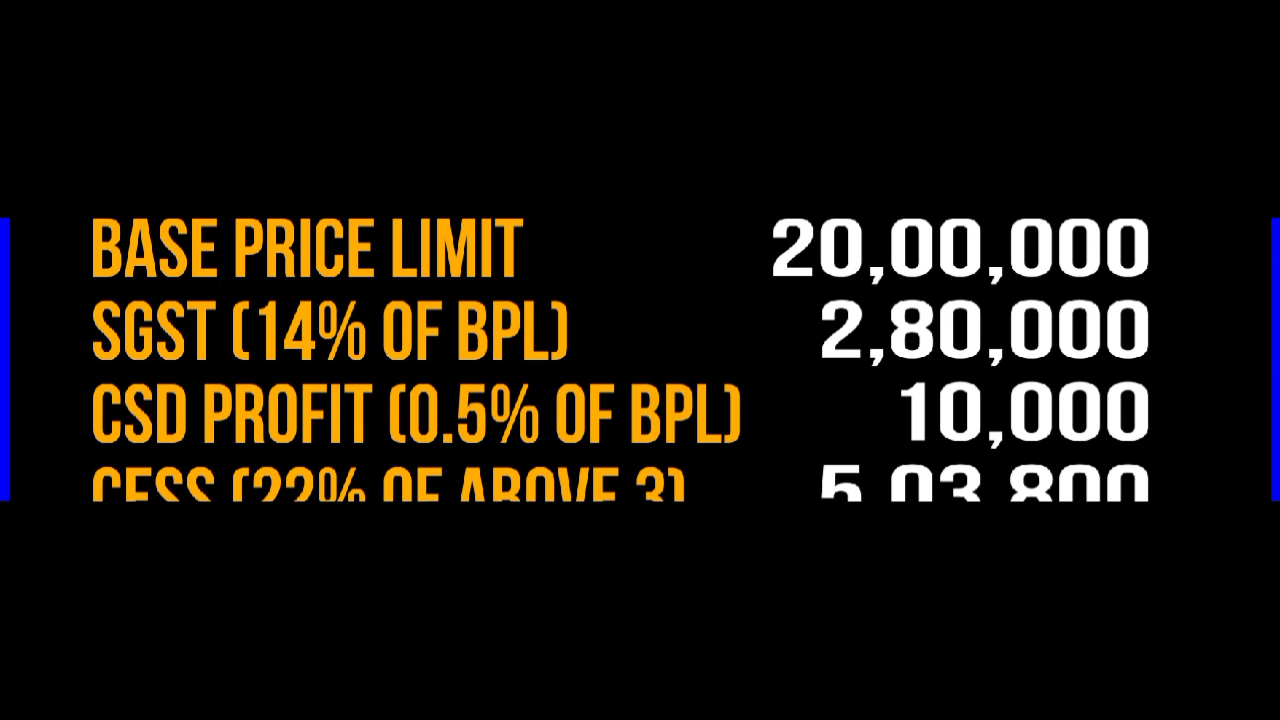 BASE PRICE LIMIT 20,00,000
SGST (14% OF BPL) 2,80,000
CSD PROFIT (0.5% OF BPL) 10,000
CESS (22% OF ABOVE 3) 5,03,800